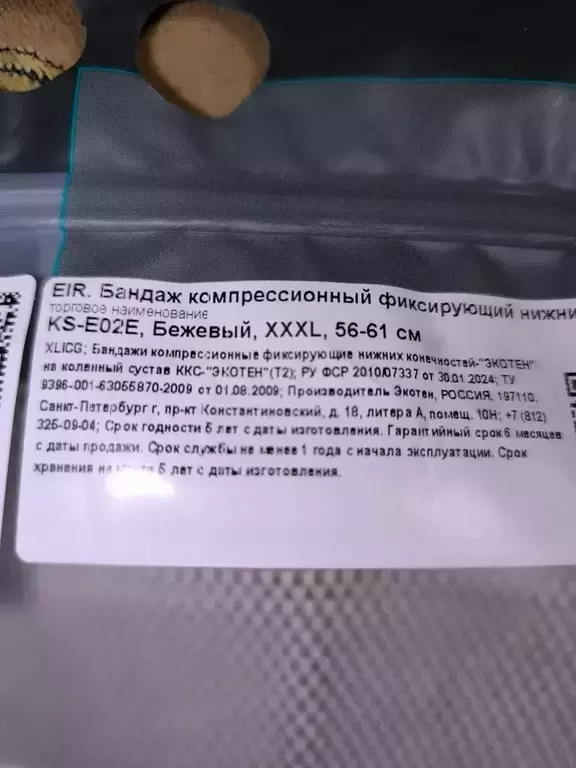 EIR. Бандаж компрессионный фиксирующий нижни
торговое наименование
KS-E02E, Бежевый, XXXL, 56-61 см
XLICG; Бандажи компрессионные фиксирующие нижних конечностей-"ЭКОТЕН"
на коленный сустав ККС-"ЭКОТЕН"(Т2); РУ ФСР 2010/07337 от 30.01.2024; ТУ
9396-001-63055870-2009 от 01.08.2009; Производитель Экотен, РОССИЯ, 197110,
Санкт-Петербург г, пр-кт Константиновский, д. 18, литера А, помещ. 10Н; +7 (812)
325-09-04; Срок годности 5 лет с даты изготовления. Гарантийный срок 6 месяцев
с даты продажи. Срок службы не менее 1 года с начала эксплуатации. Срок
хранения не 5 лет с даты изготовления.